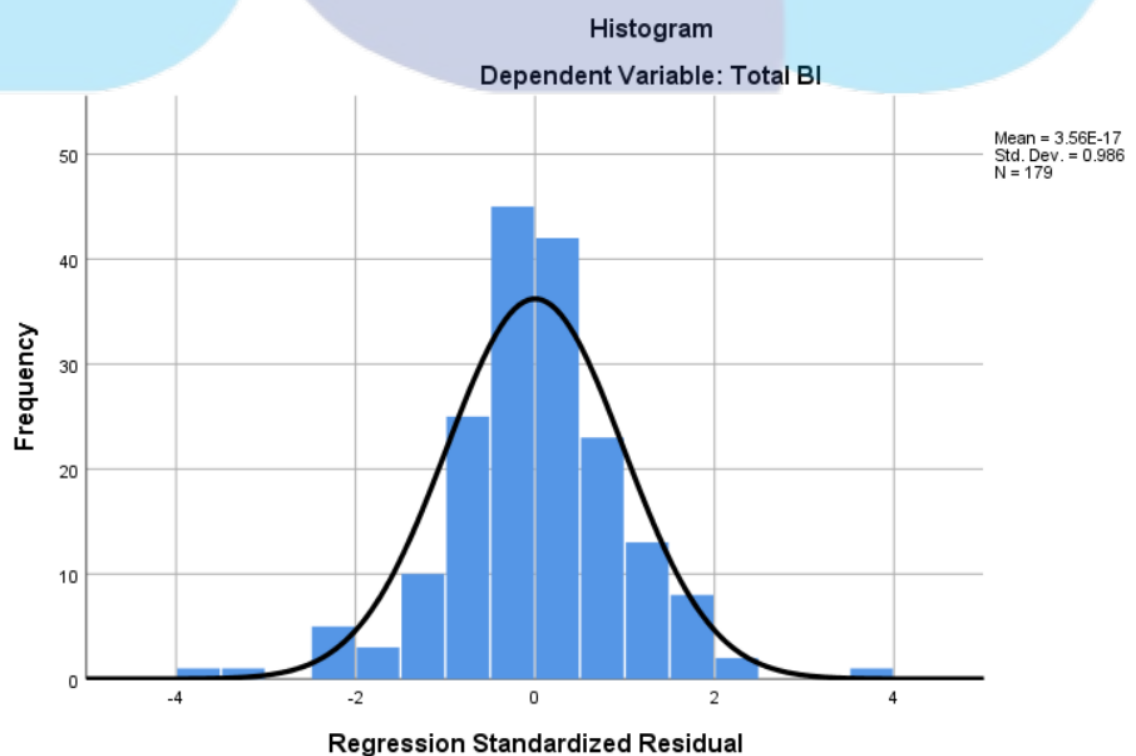 Histogram
Dependent Variable: Total BI
Mean = 3.56E-17
Std. Dev. = 0.986
N = 179
Frequency
50
40
30
20
10
0
-4
-2
0
2
4
Regression Standardized Residual